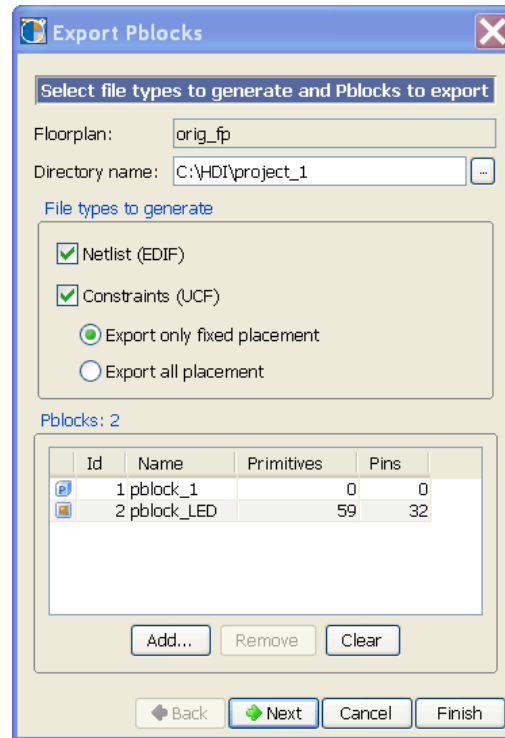 Export Pblocks
Select file types to generate and Pblocks to export
Floorplan: orig_fp
Directory name: C:\HDI\project_1 ...
File types to generate
Netlist (EDIF)
Constraints (UCF)
Export only fixed placement
Export all placement
Pblocks: 2
Id Name Primitives Pins
P 1 pblock_1 0 0
2 pblock_LED 59 32
Add... Remove Clear
Back Next Cancel Finish